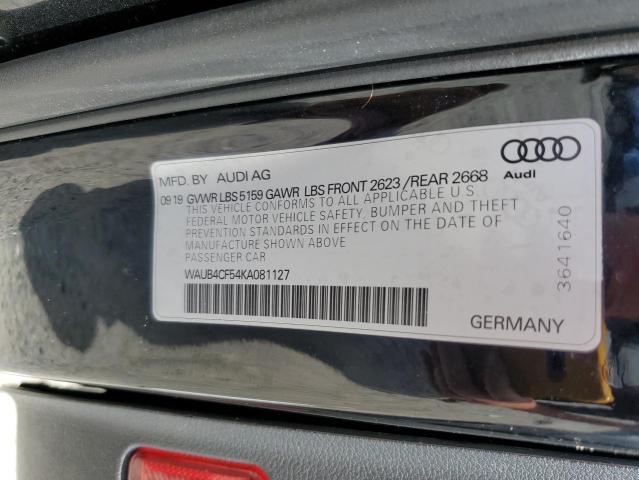 MFD. BY AUDI AG
Audi
09 19 GVWR LBS 5159 GAWR LBS FRONT 2623 / REAR 2668
THIS VEHICLE CONFORMS TO ALL APPLICABLE U.S
FEDERAL MOTOR VEHICLE SAFETY, BUMPER AND THEFT
PREVENTION STANDARDS IN EFFECT ON THE DATE OF
MANUFACTURE SHOWN ABOVE
PASSENGER CAR
WAUB4CF54KA081127
GERMANY
3641640